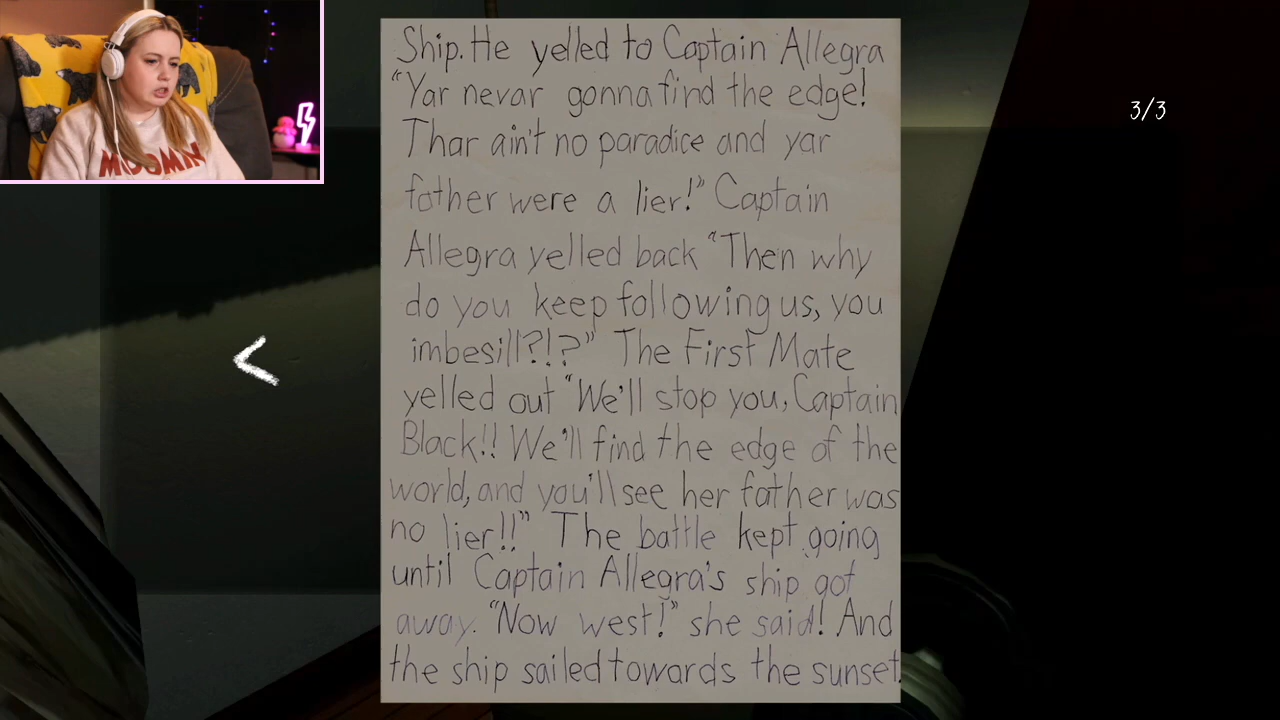 Ship. He yelled to Captain Allegra
"Yar nevar gonna find the edge!
Thar ain't no paradice and yar
father were a lier!" Captain
Allegra yelled back "Then why
do you keep following us, you
imbesill?!?" The First Mate
yelled out "We'll stop you, Captain
Black!! We'll find the edge of the
world, and you'll see her father was
no lier!!" The battle kept going
until Captain Allegra's ship got
away. "Now west!" she said! And
the ship sailed towards the sunset.
3/3
<
MOOMIN